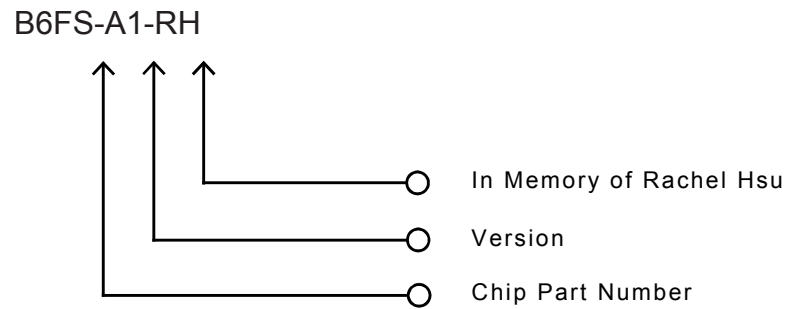 B6FS-A1-RH
In Memory of Rachel Hsu
Version
Chip Part Number